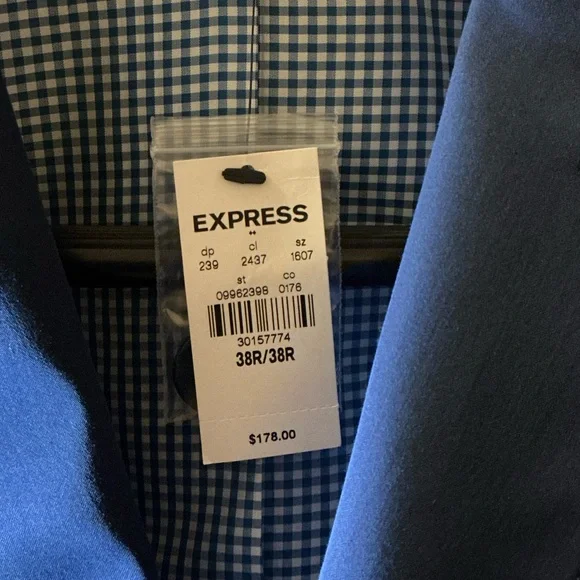 EXPRESS
dp cl sz
239 2437 1607
st co
09962398 0176
30157774
38R/38R
$178.00